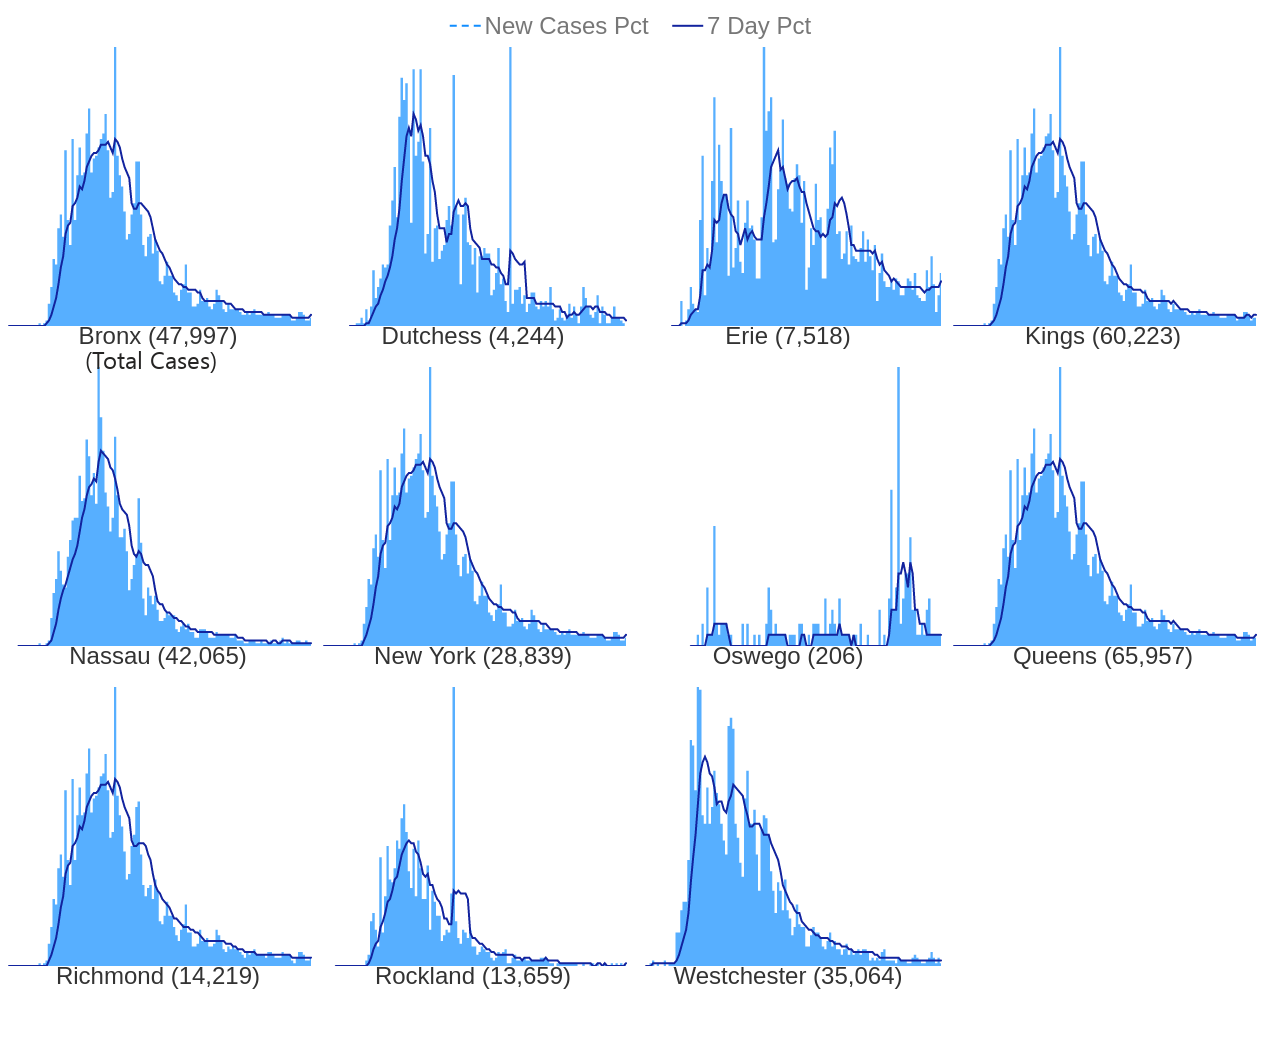 New Cases Pct 7 Day Pct
Bronx (47,997) Dutchess (4,244) Erie (7,518) Kings (60,223)
(Total Cases)
Nassau (42,065) New York (28,839) Oswego (206) Queens (65,957)
Richmond (14,219) Rockland (13,659) Westchester (35,064)